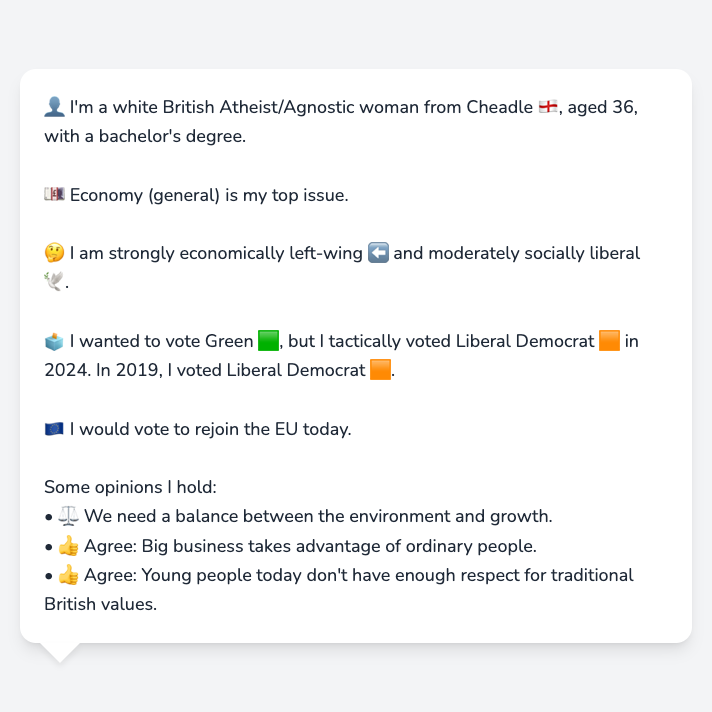 👤 I'm a white British Atheist/Agnostic woman from Cheadle 🏴󠁧󠁢󠁥󠁮󠁧󠁿, aged 36,
with a bachelor's degree.
💷 Economy (general) is my top issue.
🤔 I am strongly economically left-wing ⬅️ and moderately socially liberal
🕊️.
🗳️ I wanted to vote Green 🟩, but I tactically voted Liberal Democrat 🟧 in
2024. In 2019, I voted Liberal Democrat 🟧.
🇪🇺 I would vote to rejoin the EU today.
Some opinions I hold:
• ⚖️ We need a balance between the environment and growth.
• 👍 Agree: Big business takes advantage of ordinary people.
• 👍 Agree: Young people today don't have enough respect for traditional
British values.